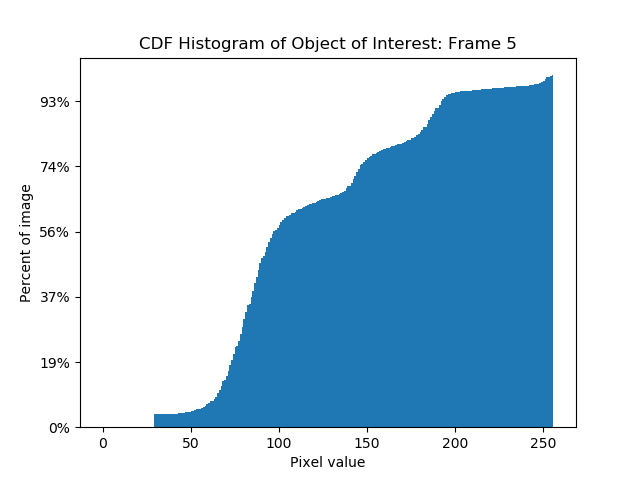 CDF Histogram of Object of Interest: Frame 5
Percent of image
93%
74%
56%
37%
19%
0%
0 50 100 150 200 250
Pixel value